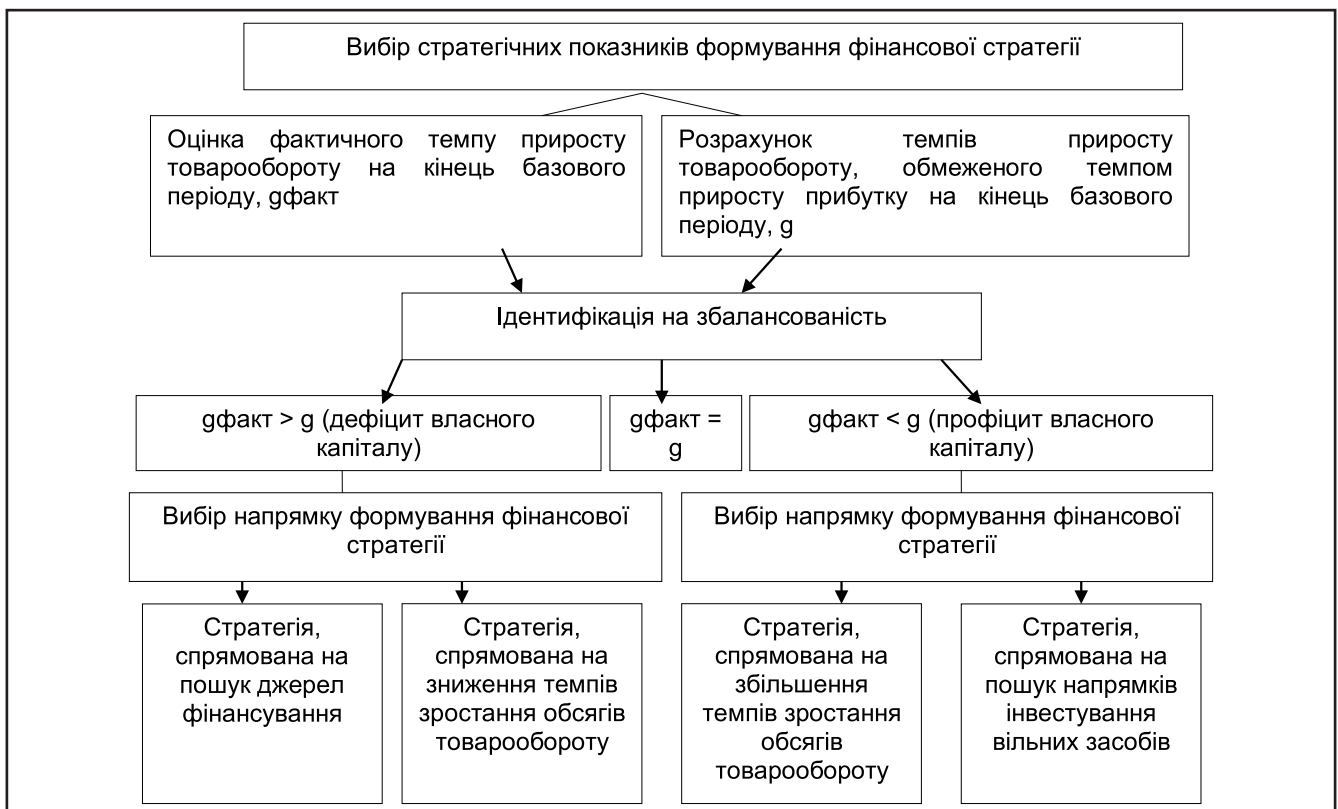 Вибір стратегічних показників формування фінансової стратегії
Оцінка фактичного темпу приросту
товарообороту на кінець базового
періоду, gфакт
Розрахунок темпів приросту
товарообороту, обмеженого темпом
приросту прибутку на кінець базового
періоду, g
Ідентифікація на збалансованість
gфакт > g (дефіцит власного
капіталу)
gфакт =
g
gфакт < g (профіцит власного
капіталу)
Вибір напрямку формування фінансової
стратегії
Вибір напрямку формування фінансової
стратегії
Стратегія,
спрямована на
пошук джерел
фінансування
Стратегія,
спрямована на
зниження темпів
зростання обсягів
товарообороту
Стратегія,
спрямована на
збільшення
темпів зростання
обсягів
товарообороту
Стратегія,
спрямована на
пошук напрямків
інвестування
вільних засобів